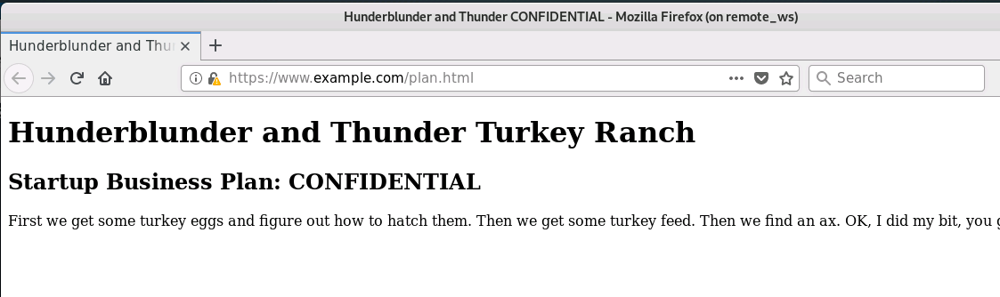 Hunderblunder and Thunder CONFIDENTIAL - Mozilla Firefox (on remote_ws)
Hunderblunder and Thu
https://www.example.com/plan.html
Search
Hunderblunder and Thunder Turkey Ranch
Startup Business Plan: CONFIDENTIAL
First we get some turkey eggs and figure out how to hatch them. Then we get some turkey feed. Then we find an ax. OK, I did my bit, you